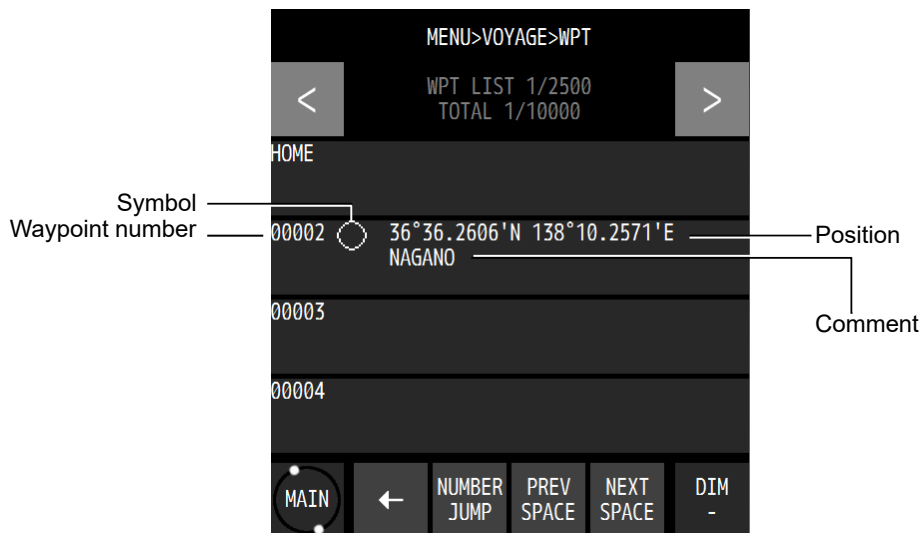 MENU>VOYAGE>WPT
<
WPT LIST 1/2500
TOTAL 1/10000
>
HOME
Symbol
Waypoint number
00002
36°36.2606'N 138°10.2571'E
NAGANO
Position
Comment
00003
00004
MAIN
←
NUMBER
JUMP
PREV
SPACE
NEXT
SPACE
DIM
-